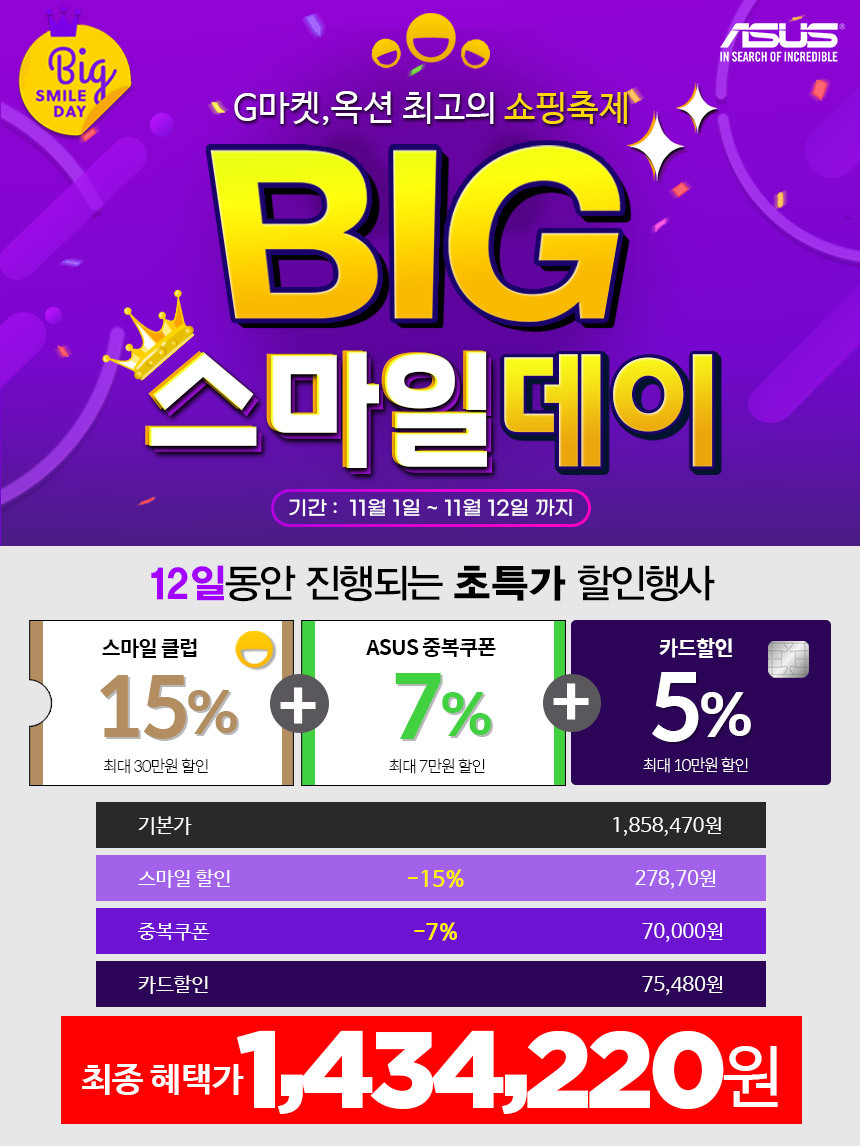 Big
SMILE
DAY
ASUS
IN SEARCH OF INCREDIBLE
G마켓,옥션 최고의 쇼핑축제
BIG
스마일데이
기간 : 11월 1일 ~ 11월 12일 까지
12일동안 진행되는 초특가 할인행사
스마일 클럽
15%
최대 30만원 할인
+
ASUS 중복쿠폰
7%
최대 7만원 할인
+
카드할인
5%
최대 10만원 할인
기본가 1,858,470원
스마일 할인 -15% 278,70원
중복쿠폰 -7% 70,000원
카드할인 75,480원
최종 혜택가 1,434,220원